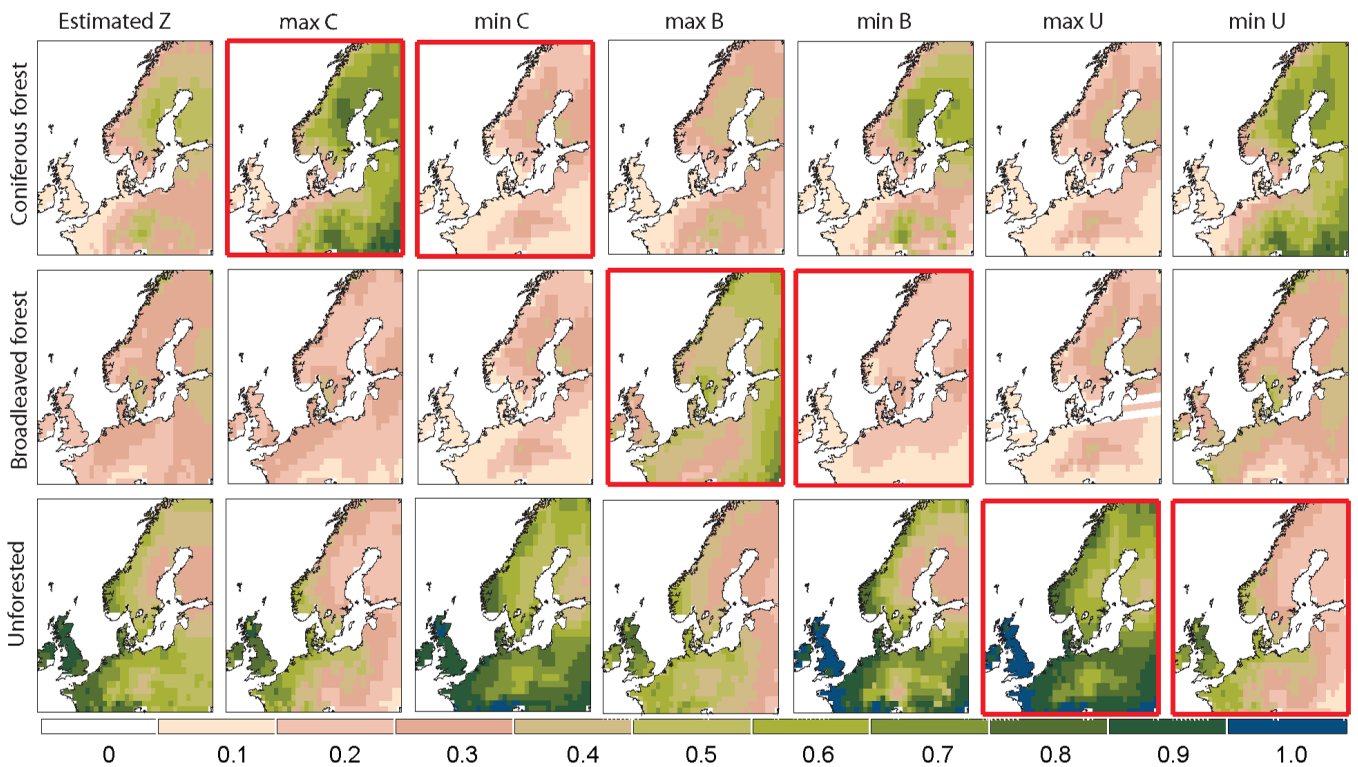 Estimated Z max C min C max B min B max U min U
Coniferous forest
Broadleaved forest
Unforested
0 0.1 0.2 0.3 0.4 0.5 0.6 0.7 0.8 0.9 1.0